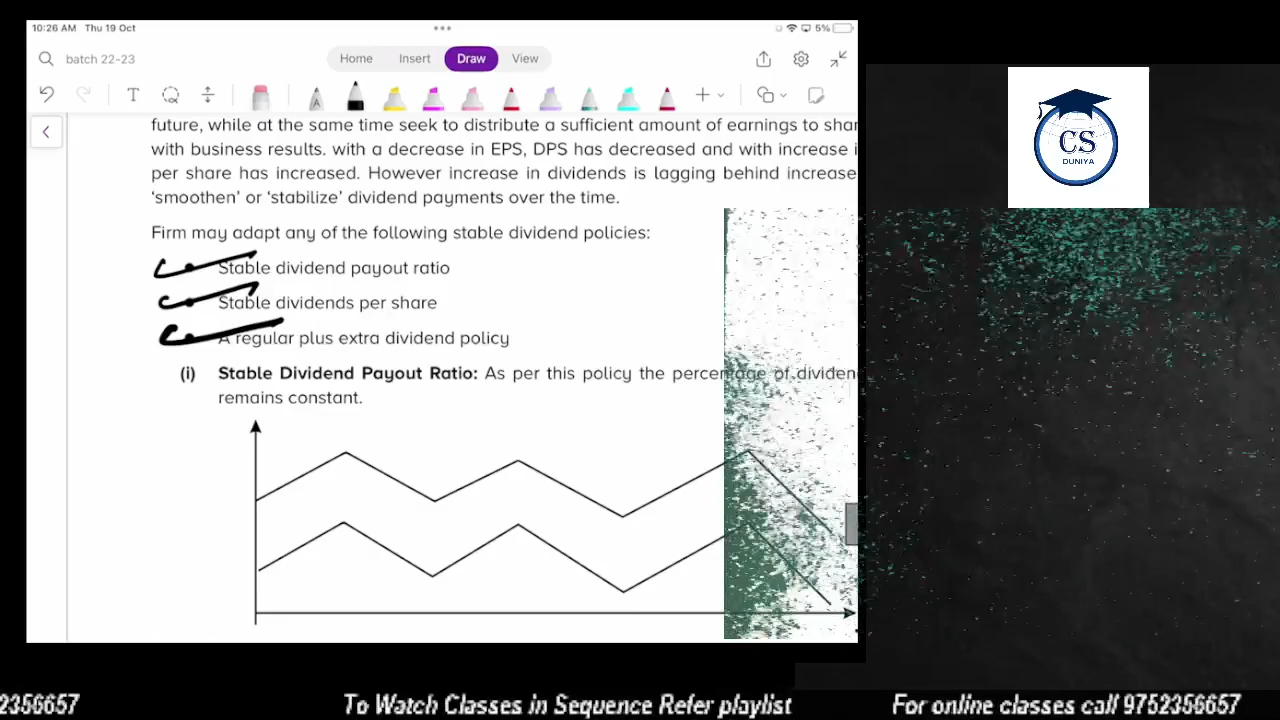 10:26 AM Thu 19 Oct
5%
batch 22-23
Home Insert Draw View
future, while at the same time seek to distribute a sufficient amount of earnings to shar
with business results. with decrease in EPS, DPS has decreased and with increase i
per share has increased. However increase in dividends is lagging behind increase
'smoothen' or 'stabilize' dividend payments over the time.
Firm may adapt any of the following stable dividend policies:
Stable dividend payout ratio
Stable dividends per share
A regular plus extra dividend policy
(i) Stable Dividend Payout Ratio: As per this policy the percentage of dividen
remains constant.
CS
DUNIYA
2356657 To Watch Classes in Sequence Refer playlist For online classes call 9752356657